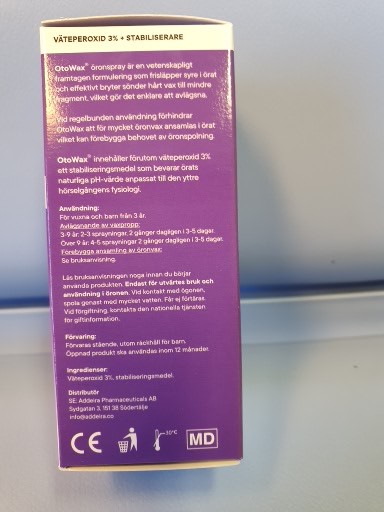 VÄTEPEROXID 3% + STABILISERARE
OtoWax® öronspray är en vetenskapligt
framtagen formulering som frisläpper syre i örat
och effektivt bryter sönder hårt vax till mindre
fragment, vilket gör det enklare att avlägsna.
Vid regelbunden användning förhindrar
OtoWax att för mycket öronvax ansamlas i örat
vilket kan förebygga behovet av öronspolning.
OtoWax® innehåller förutom väteperoxid 3%
ett stabiliseringsmedel som bevarar örats
naturliga pH-värde anpassat till den yttre
hörselgångens fysiologi.
Användning:
För vuxna och barn från 3 år.
Avlägsnande av vaxpropp:
3-9 år: 2-3 sprayningar, 2 gånger dagligen i 3-5 dagar.
Över 9 år: 4-5 sprayningar 2 gånger dagligen i 3-5 dagar.
Förebygga ansamling av öronvax:
Se bruksanvisning.
Läs bruksanvisningen noga innan du börjar
använda produkten. Endast för utvärtes bruk och
användning i öronen. Vid kontakt med ögonen,
spola genast med mycket vatten. Får ej förtäras.
Vid förgiftning, kontakta den nationella tjänsten
för giftinformation.
Förvaring:
Förvaras stående, utom räckhåll för barn.
Öppnad produkt ska användas inom 12 månader.
Ingredienser:
Väteperoxid 3%, stabiliseringsmedel.
Distributör
SE: Addeira Pharmaceuticals AB
Sydgatan 3, 151 38 Södertälje
info@addeira.co
CE 30°C MD